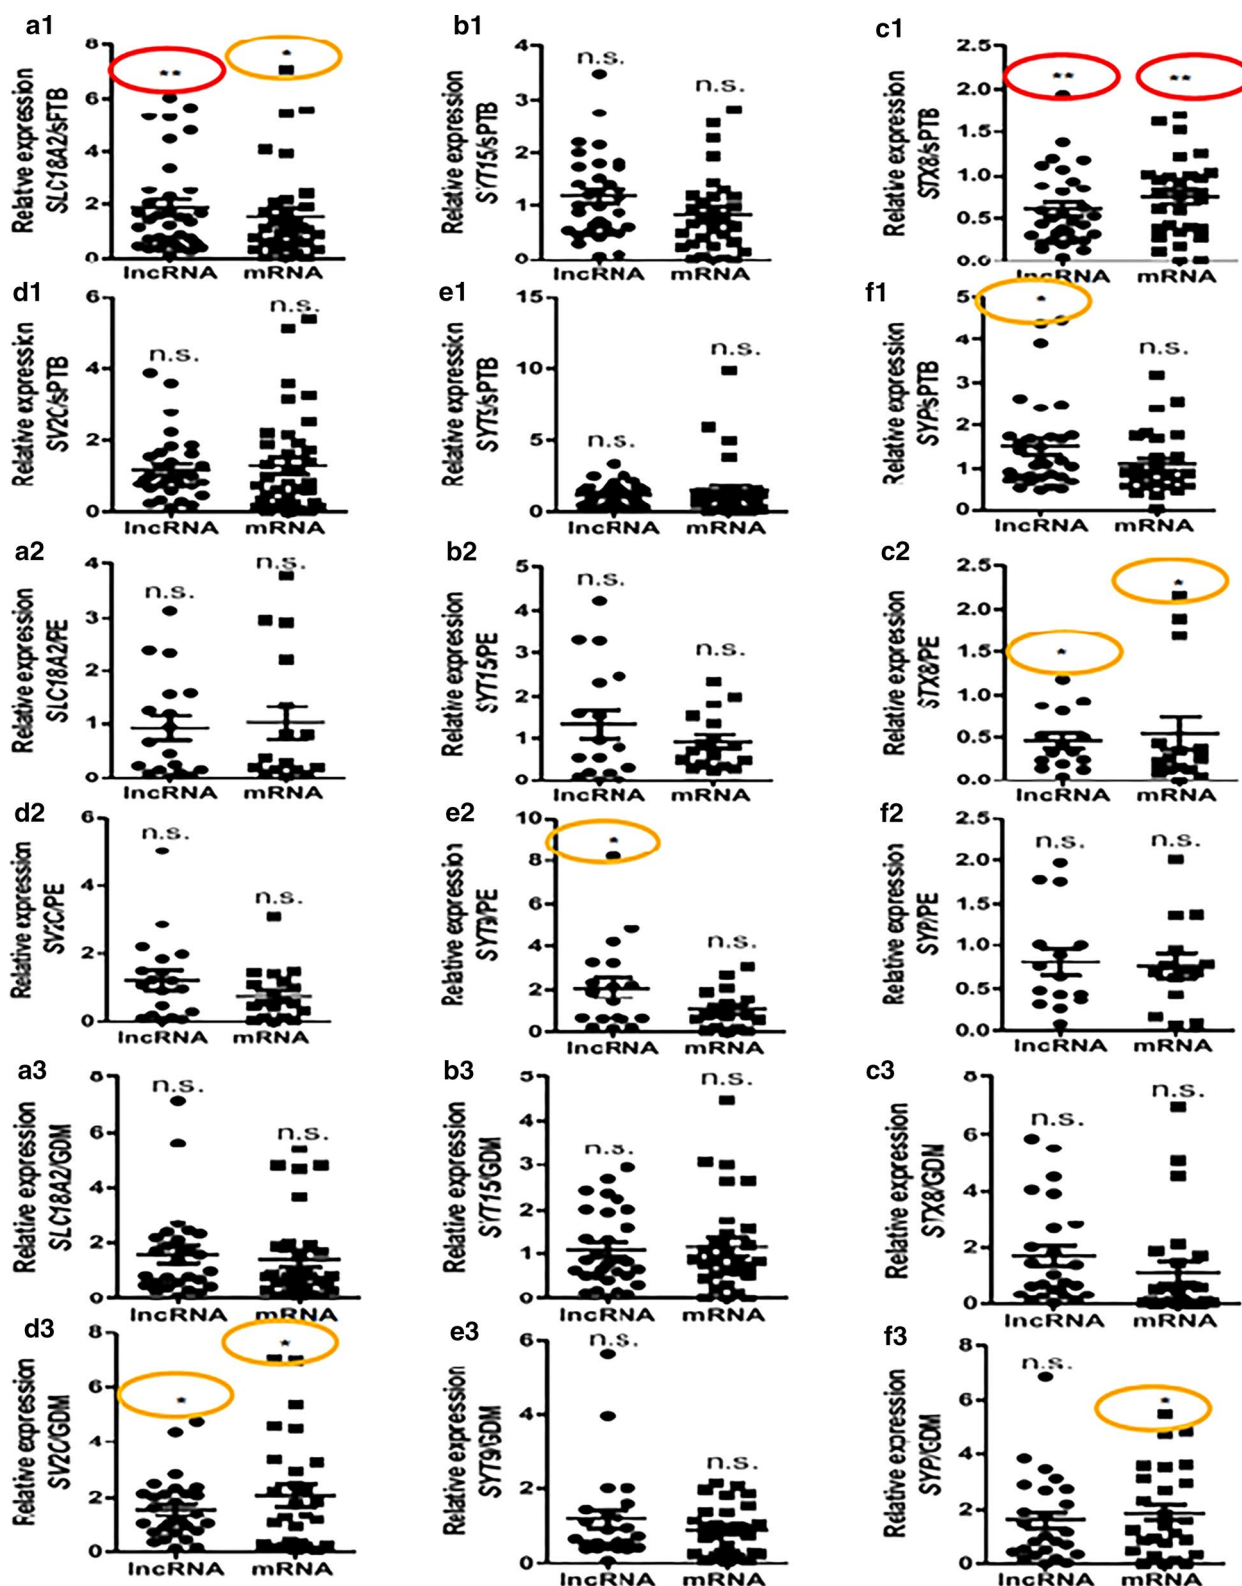 a1
Relative expression
SLC18A2/sPTB
8
6
4
2
0
**
*
lncRNA mRNA
b1
Relative expression
SYT15/sPTB
4
3
2
1
0
n.s.
n.s.
lncRNA mRNA
c1
Relative expression
STX8/sPTB
2.5
2.0
1.5
1.0
0.5
0.0
**
**
lncRNA mRNA
d1
Relative expression
SV2C/sPTB
6
4
2
0
n.s.
n.s.
lncRNA mRNA
e1
Relative expression
SYT9/sPTB
15
10
5
0
n.s.
n.s.
lncRNA mRNA
f1
Relative expression
SYP/sPTB
5
4
3
2
1
0
*
n.s.
lncRNA mRNA
a2
Relative expression
SLC18A2/PE
4
3
2
1
0
n.s.
n.s.
lncRNA mRNA
b2
Relative expression
SYT15/PE
5
4
3
2
1
0
n.s.
n.s.
lncRNA mRNA
c2
Relative expression
STX8/PE
2.5
2.0
1.5
1.0
0.5
0.0
*
*
lncRNA mRNA
d2
Relative expression
SV2C/PE
6
4
2
0
n.s.
n.s.
lncRNA mRNA
e2
Relative expression
SYT9/PE
10
8
6
4
2
0
*
n.s.
lncRNA mRNA
f2
Relative expression
SYP/PE
2.5
2.0
1.5
1.0
0.5
0.0
n.s.
n.s.
lncRNA mRNA
a3
Relative expression
SLC18A2/GDM
8
6
4
2
0
n.s.
n.s.
lncRNA mRNA
b3
Relative expression
SYT15/GDM
5
4
3
2
1
0
n.s.
n.s.
lncRNA mRNA
c3
Relative expression
STX8/GDM
8
6
4
2
0
n.s.
n.s.
lncRNA mRNA
d3
Relative expression
SV2C/GDM
8
6
4
2
0
*
*
lncRNA mRNA
e3
Relative expression
SYT9/GDM
6
4
2
0
n.s.
n.s.
lncRNA mRNA
f3
Relative expression
SYP/GDM
8
6
4
2
0
n.s.
*
lncRNA mRNA